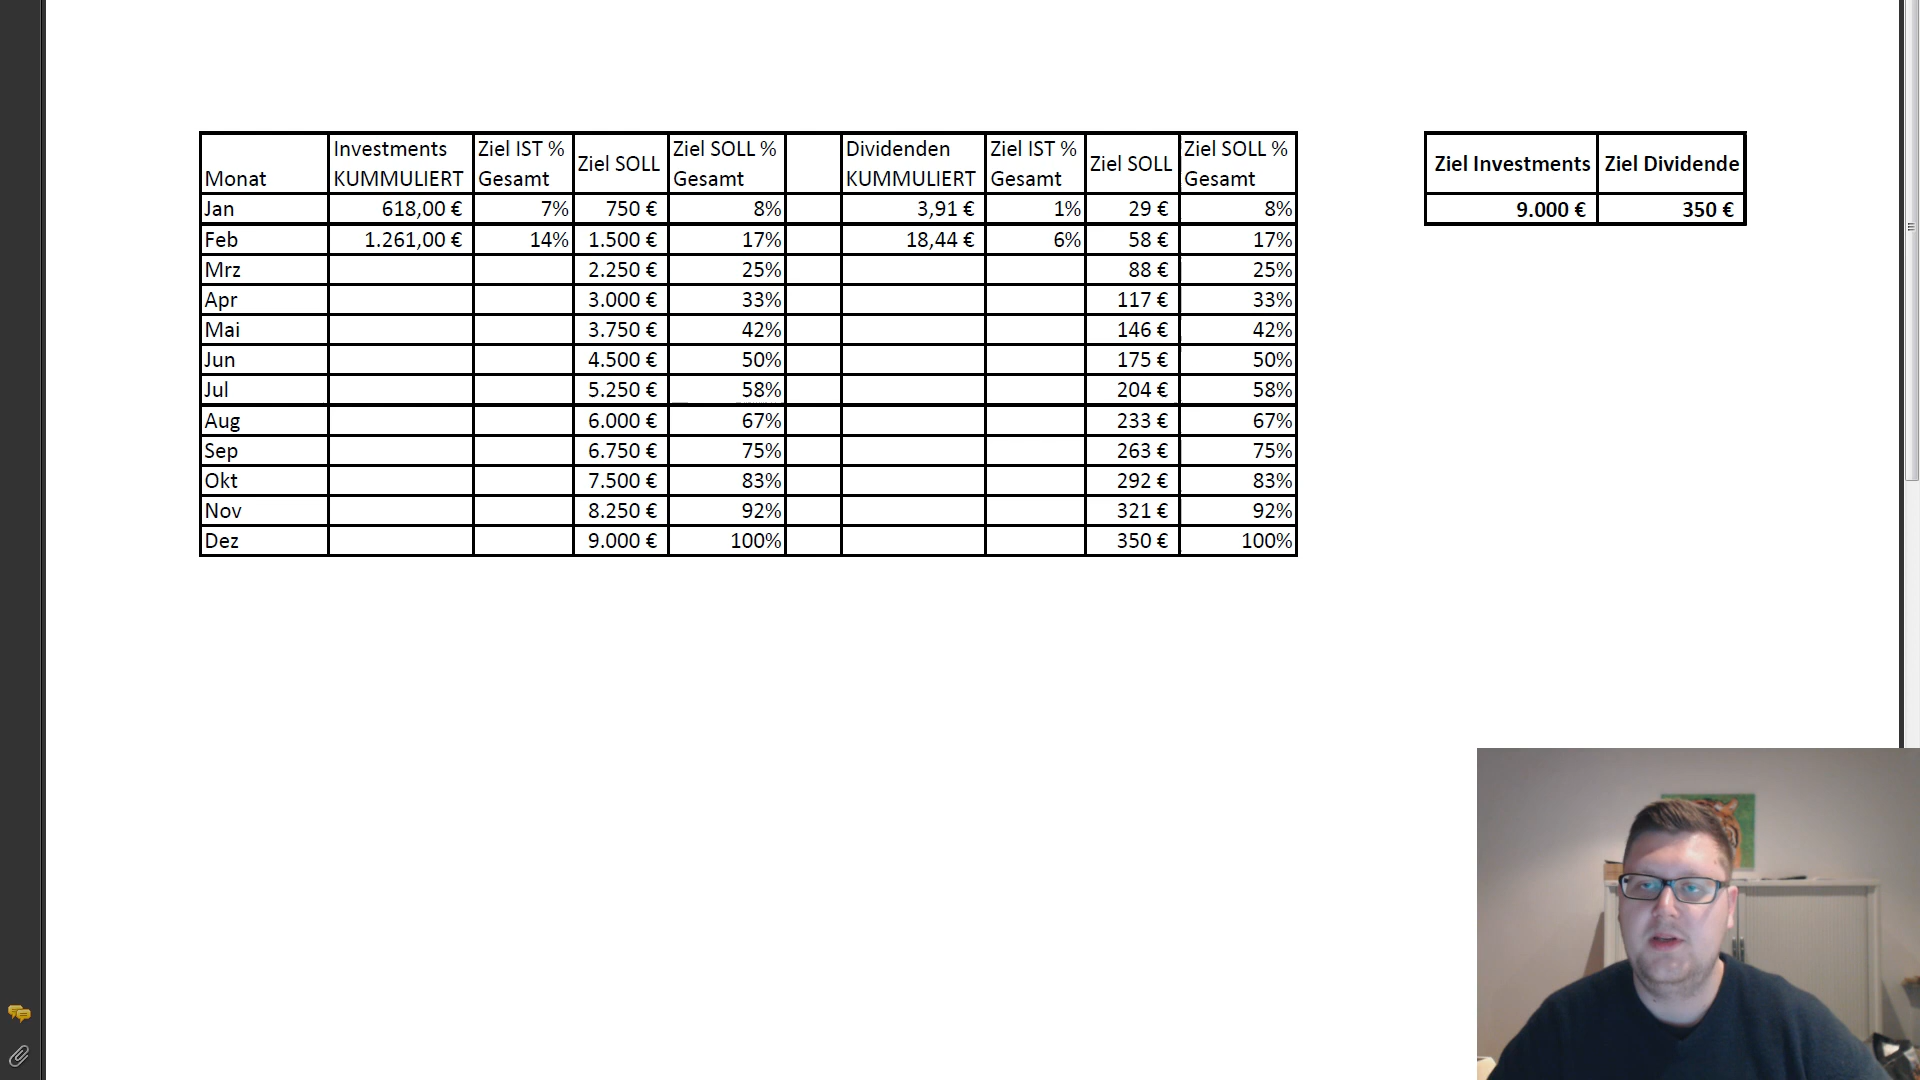 Monat Investments KUMMULIERT Ziel IST % Gesamt Ziel SOLL Ziel SOLL % Gesamt Dividenden KUMMULIERT Ziel IST % Gesamt Ziel SOLL Ziel SOLL % Gesamt
Jan 618,00 € 7% 750 € 8% 3,91 € 1% 29 € 8%
Feb 1.261,00 € 14% 1.500 € 17% 18,44 € 6% 58 € 17%
Mrz 2.250 € 25% 88 € 25%
Apr 3.000 € 33% 117 € 33%
Mai 3.750 € 42% 146 € 42%
Jun 4.500 € 50% 175 € 50%
Jul 5.250 € 58% 204 € 58%
Aug 6.000 € 67% 233 € 67%
Sep 6.750 € 75% 263 € 75%
Okt 7.500 € 83% 292 € 83%
Nov 8.250 € 92% 321 € 92%
Dez 9.000 € 100% 350 € 100%
Ziel Investments Ziel Dividende
9.000 € 350 €